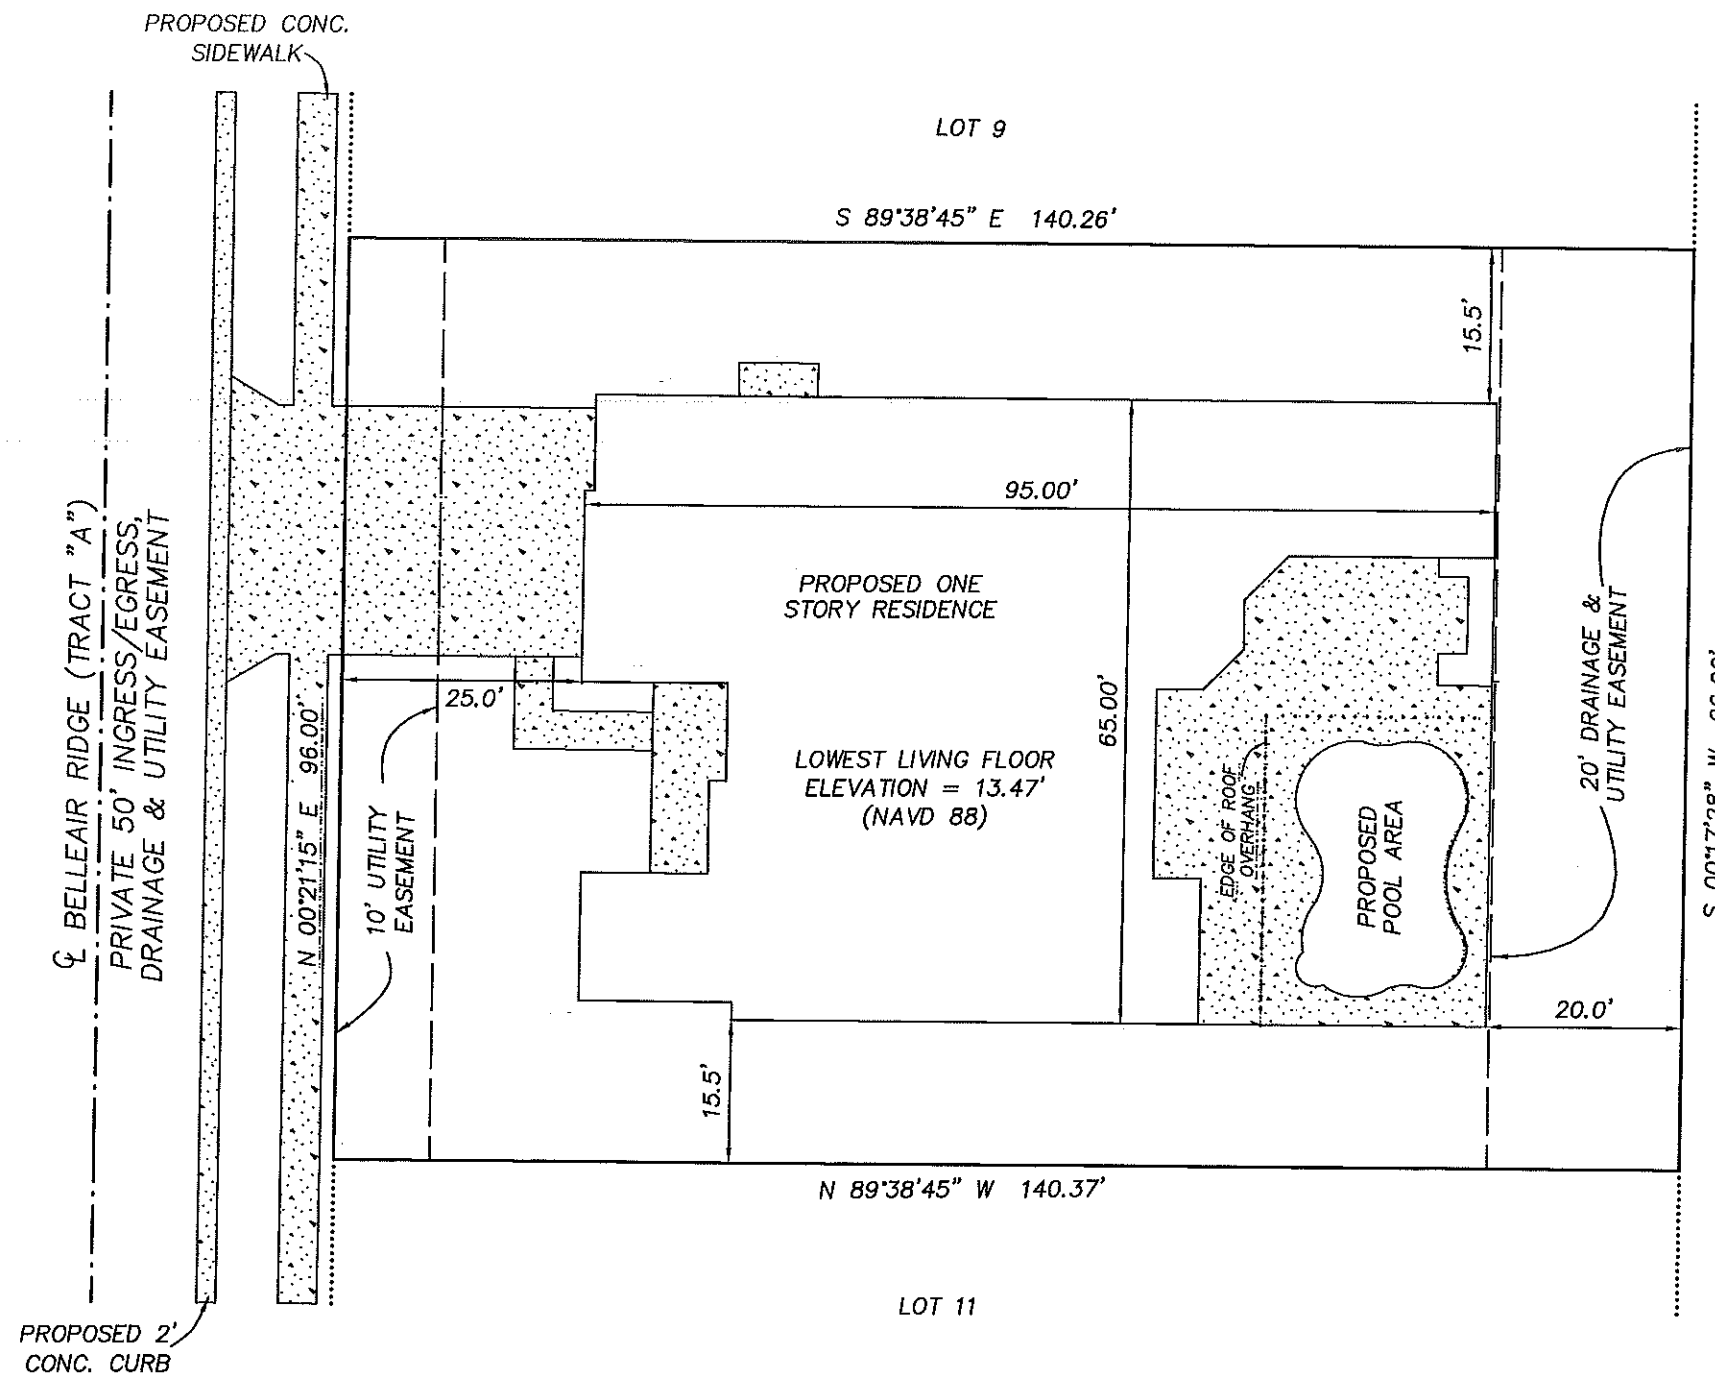 PROPOSED CONC.
SIDEWALK
LOT 9
S 89°38'45" E 140.26'
15.5'
95.00'
PROPOSED ONE
STORY RESIDENCE
LOWEST LIVING FLOOR
ELEVATION = 13.47'
(NAVD 88)
65.00'
25.0'
10' UTILITY
EASEMENT
N 00°21'15" E 96.00'
℄ BELLEAIR RIDGE (TRACT "A")
PRIVATE 50' INGRESS/EGRESS,
DRAINAGE & UTILITY EASEMENT
EDGE OF ROOF
OVERHANG
PROPOSED
POOL AREA
20' DRAINAGE &
UTILITY EASEMENT
20.0'
15.5'
N 89°38'45" W 140.37'
LOT 11
PROPOSED 2'
CONC. CURB